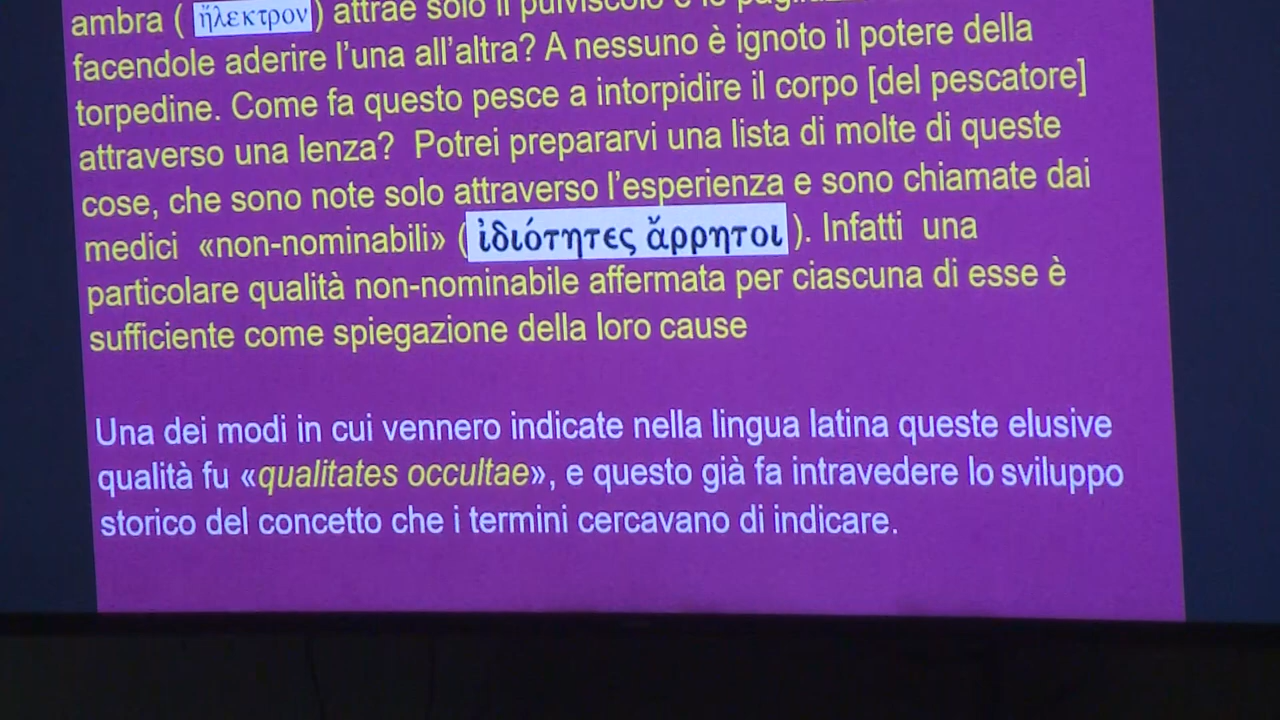 ambra ( ἤλεκτρον ) attrae solo il pulviscolo e le
facendole aderire l'una all'altra? A nessuno è ignoto il potere della
torpedine. Come fa questo pesce a intorpidire il corpo [del pescatore]
attraverso una lenza? Potrei prepararvi una lista di molte di queste
cose, che sono note solo attraverso l'esperienza e sono chiamate dai
medici «non-nominabili» ( ἰδιότητες ἄρρητοι ). Infatti una
particolare qualità non-nominabile affermata per ciascuna di esse è
sufficiente come spiegazione della loro cause
Una dei modi in cui vennero indicate nella lingua latina queste elusive
qualità fu «qualitates occultae», e questo già fa intravedere lo sviluppo
storico del concetto che i termini cercavano di indicare.